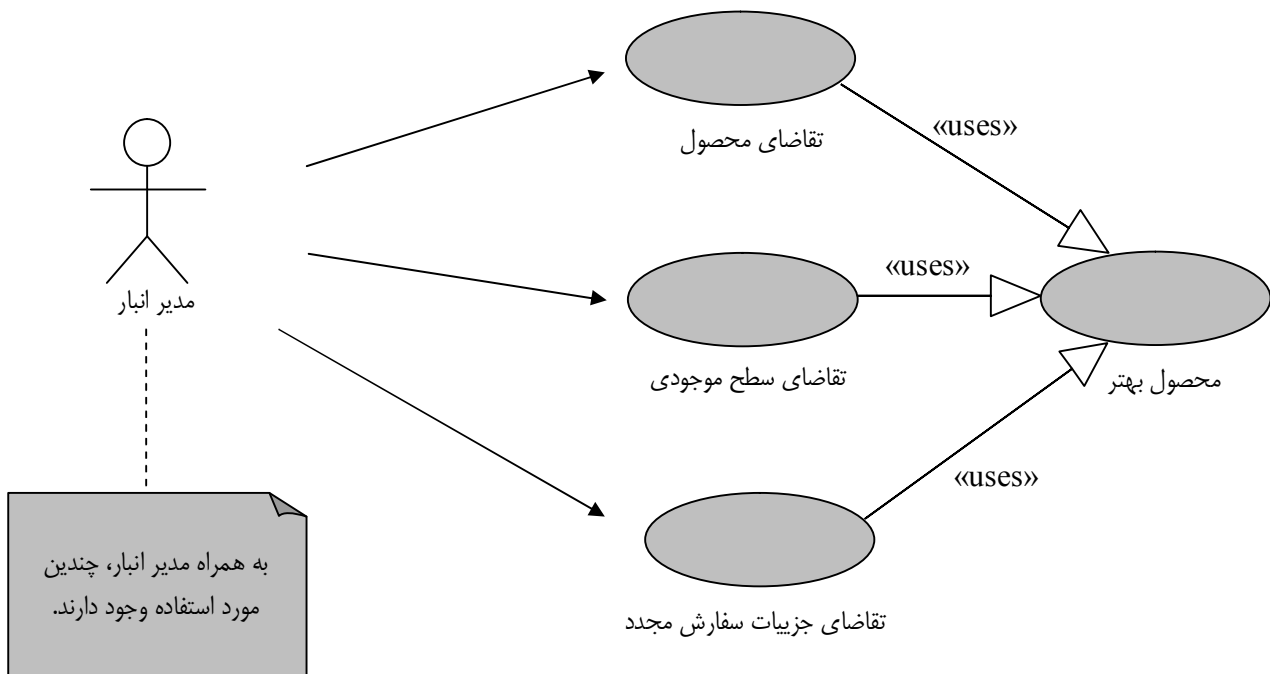 تقاضای محصول
«uses»
مدیر انبار
تقاضای سطح موجودی
«uses»
محصول بهتر
«uses»
تقاضای جزییات سفارش مجدد
به همراه مدیر انبار، چندین
مورد استفاده وجود دارند.